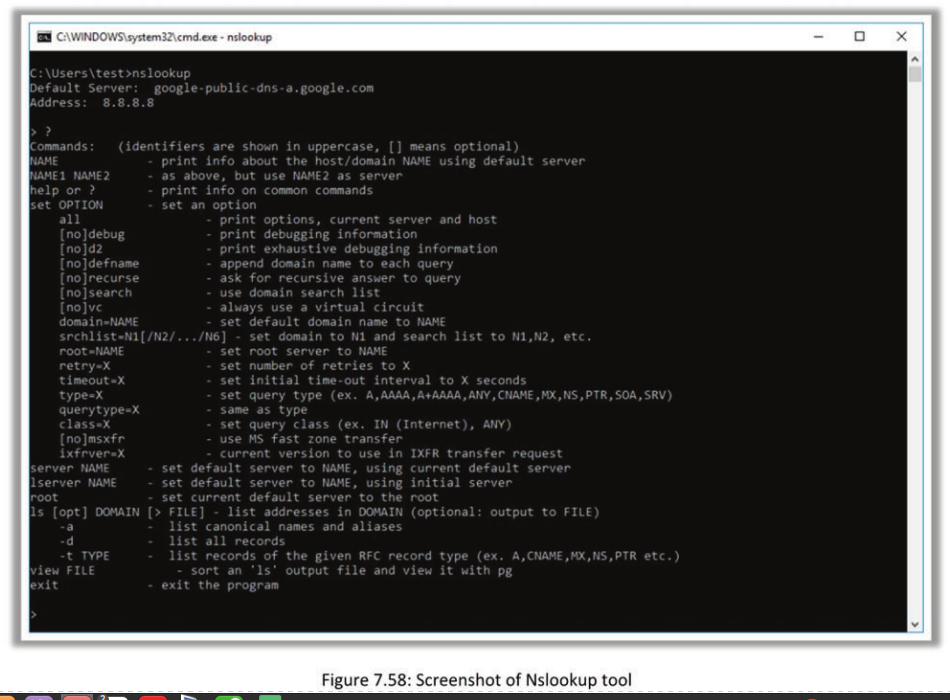 C:\WINDOWS\system32\cmd.exe - nslookup
C:\Users\test>nslookup
Default Server:  google-public-dns-a.google.com
Address:  8.8.8.8
> ?
Commands:   (identifiers are shown in uppercase, [] means optional)
NAME            - print info about the host/domain NAME using default server
NAME1 NAME2     - as above, but use NAME2 as server
help or ?       - print info on common commands
set OPTION      - set an option
    all                 - print options, current server and host
    [no]debug           - print debugging information
    [no]d2              - print exhaustive debugging information
    [no]defname         - append domain name to each query
    [no]recurse         - ask for recursive answer to query
    [no]search          - use domain search list
    [no]vc              - always use a virtual circuit
    domain=NAME         - set default domain name to NAME
    srchlist=N1[/N2/.../N6] - set domain to N1 and search list to N1,N2, etc.
    root=NAME           - set root server to NAME
    retry=X             - set number of retries to X
    timeout=X           - set initial time-out interval to X seconds
    type=X              - set query type (ex. A,AAAA,A+AAAA,ANY,CNAME,MX,NS,PTR,SOA,SRV)
    querytype=X         - same as type
    class=X             - set query class (ex. IN (Internet), ANY)
    [no]msxfr           - use MS fast zone transfer
    ixfrver=X           - current version to use in IXFR transfer request
server NAME     - set default server to NAME, using current default server
lserver NAME    - set default server to NAME, using initial server
root            - set current default server to the root
ls [opt] DOMAIN [> FILE] - list addresses in DOMAIN (optional: output to FILE)
    -a          -  list canonical names and aliases
    -d          -  list all records
    -t TYPE     -  list records of the given RFC record type (ex. A,CNAME,MX,NS,PTR etc.)
view FILE           - sort an 'ls' output file and view it with pg
exit            - exit the program
>
Figure 7.58: Screenshot of Nslookup tool